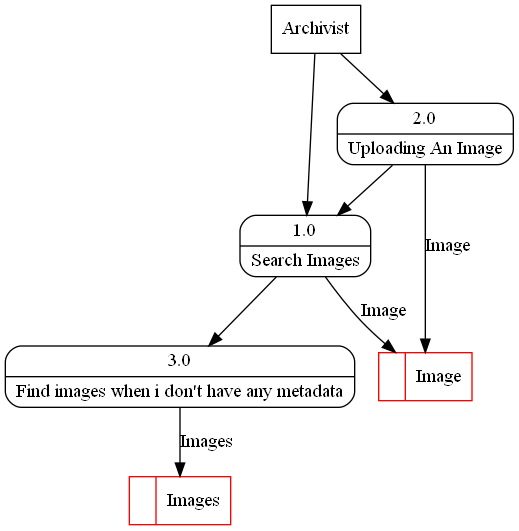 Archivist
2.0
Uploading An Image
1.0
Search Images
Image
Image
3.0
Find images when i don't have any metadata
Image
Images
Images